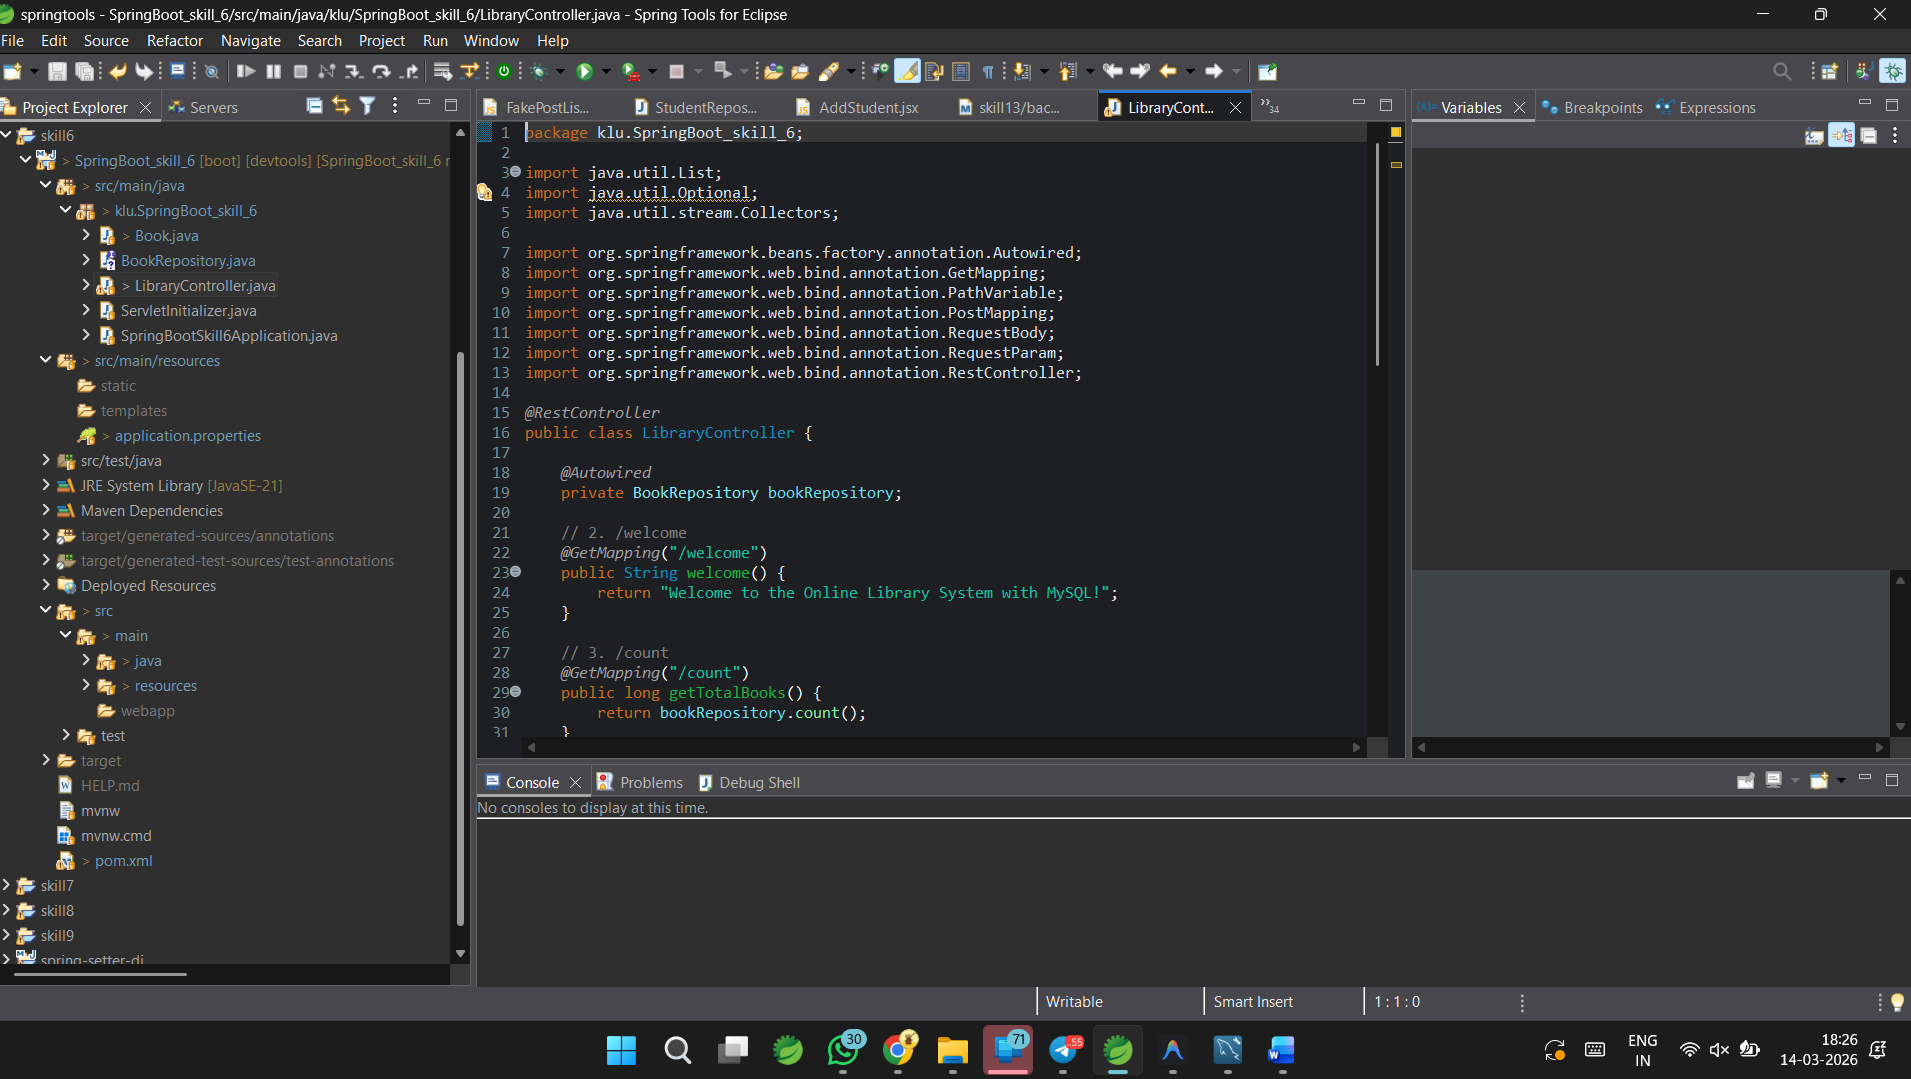 springtools - SpringBoot_skill_6/src/main/java/klu/SpringBoot_skill_6/LibraryController.java - Spring Tools for Eclipse
File Edit Source Refactor Navigate Search Project Run Window Help
Project Explorer
Servers
skill6
> SpringBoot_skill_6 [boot] [devtools] [SpringBoot_skill_6
> src/main/java
> klu.SpringBoot_skill_6
> Book.java
BookRepository.java
> LibraryController.java
ServletInitializer.java
SpringBootSkill6Application.java
> src/main/resources
static
templates
> application.properties
src/test/java
JRE System Library [JavaSE-21]
Maven Dependencies
target/generated-sources/annotations
target/generated-test-sources/test-annotations
Deployed Resources
> src
> main
> java
> resources
webapp
test
target
HELP.md
mvnw
mvnw.cmd
> pom.xml
skill7
skill8
skill9
spring-setter-di
FakePostLis... StudentRepos... AddStudent.jsx skill13/bac... LibraryCont... »34
1 package klu.SpringBoot_skill_6;
2
3 import java.util.List;
4 import java.util.Optional;
5 import java.util.stream.Collectors;
6
7 import org.springframework.beans.factory.annotation.Autowired;
8 import org.springframework.web.bind.annotation.GetMapping;
9 import org.springframework.web.bind.annotation.PathVariable;
10 import org.springframework.web.bind.annotation.PostMapping;
11 import org.springframework.web.bind.annotation.RequestBody;
12 import org.springframework.web.bind.annotation.RequestParam;
13 import org.springframework.web.bind.annotation.RestController;
14
15 @RestController
16 public class LibraryController {
17
18 @Autowired
19 private BookRepository bookRepository;
20
21 // 2. /welcome
22 @GetMapping("/welcome")
23 public String welcome() {
24 return "Welcome to the Online Library System with MySQL!";
25 }
26
27 // 3. /count
28 @GetMapping("/count")
29 public long getTotalBooks() {
30 return bookRepository.count();
31 }
(x)= Variables
Breakpoints
Expressions
Console
Problems
Debug Shell
No consoles to display at this time.
Writable
Smart Insert
1 : 1 : 0
30
71
55
ENG
IN
18:26
14-03-2026